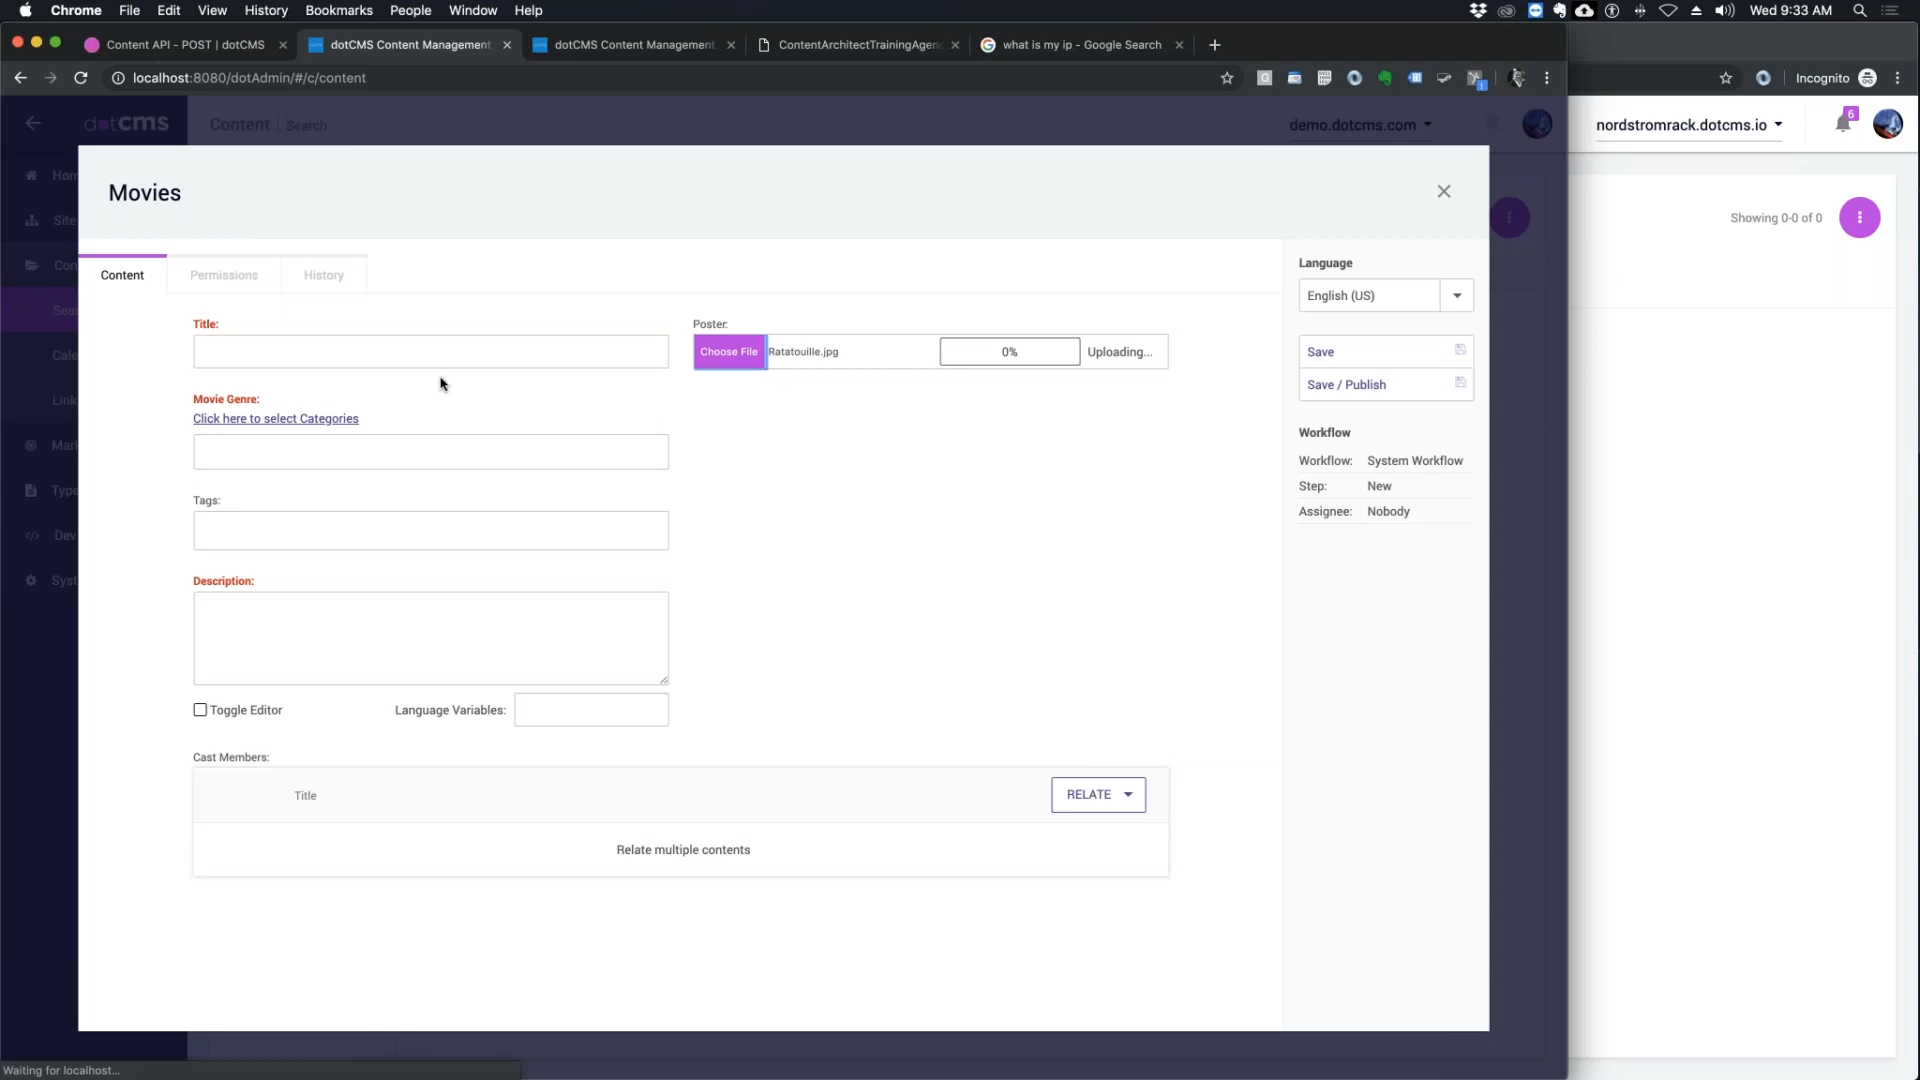 Chrome File Edit View History Bookmarks People Window Help Wed 9:33 AM
Content API - POST | dotCMS
dotCMS Content Management
dotCMS Content Management
ContentArchitectTrainingAgen
what is my ip - Google Search
localhost:8080/dotAdmin/#/c/content
Incognito
dotCMS
Content Search
demo.dotcms.com
nordstromrack.dotcms.io
6
Movies
Showing 0-0 of 0
Hom
Site
Con
Sear
Cale
Link
Mark
Type
Dev
Syst
Content
Permissions
History
Title:
Poster:
Choose File
Ratatouille.jpg
0%
Uploading...
Movie Genre:
Click here to select Categories
Tags:
Description:
Toggle Editor
Language Variables:
Cast Members:
Title
RELATE
Relate multiple contents
Language
English (US)
Save
Save / Publish
Workflow
Workflow: System Workflow
Step: New
Assignee: Nobody
Waiting for localhost...